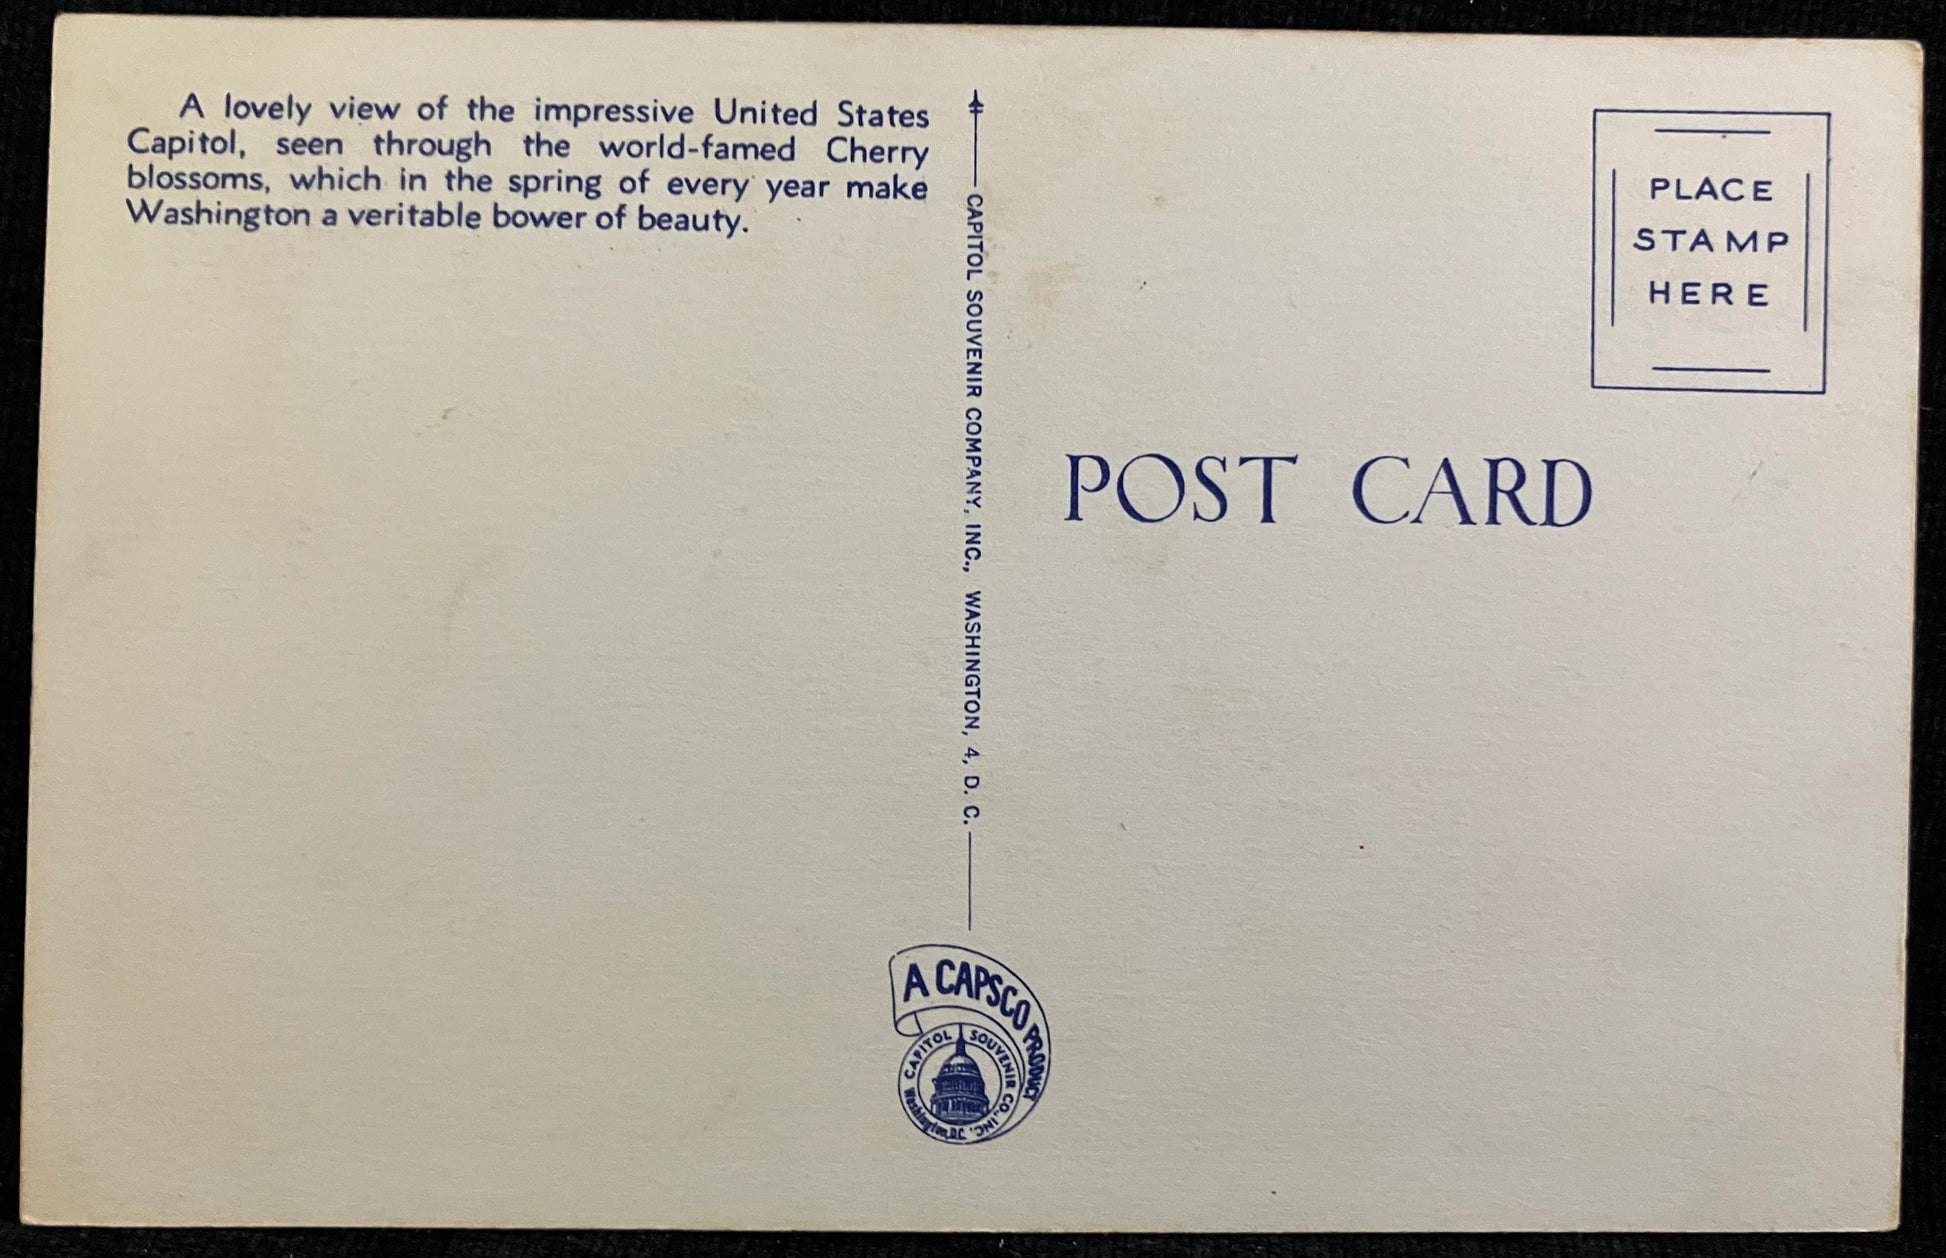 A lovely view of the impressive United States
Capitol, seen through the world-famed Cherry
blossoms, which in the spring of every year make
Washington a veritable bower of beauty.
CAPITOL SOUVENIR COMPANY, INC., WASHINGTON, 4, D. C.
PLACE
STAMP
HERE
POST CARD
A CAPSCO PRODUCT
CAPITOL SOUVENIR CO., INC.
Washington, D.C.